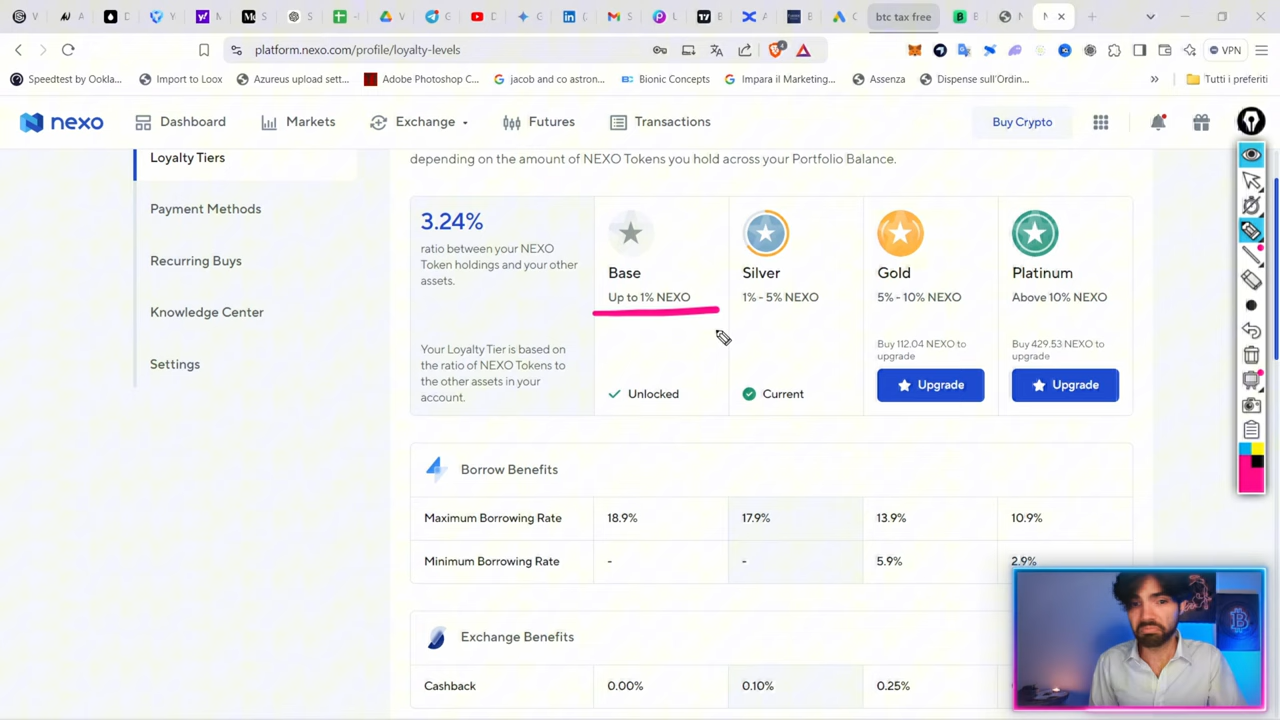 btc tax free
platform.nexo.com/profile/loyalty-levels
VPN
Speedtest by Ookla...
Import to Loox
Azureus upload sett...
Adobe Photoshop C...
jacob and co astron...
Bionic Concepts
Impara il Marketing...
Assenza
Dispense sull'Ordin...
Tutti i preferiti
nexo
Dashboard
Markets
Exchange
Futures
Transactions
Buy Crypto
Loyalty Tiers
Payment Methods
Recurring Buys
Knowledge Center
Settings
depending on the amount of NEXO Tokens you hold across your Portfolio Balance.
3.24%
ratio between your NEXO
Token holdings and your other
assets.
Your Loyalty Tier is based on
the ratio of NEXO Tokens to
the other assets in your
account.
Base
Up to 1% NEXO
Unlocked
Silver
1% - 5% NEXO
Current
Gold
5% - 10% NEXO
Buy 112.04 NEXO to
upgrade
Upgrade
Platinum
Above 10% NEXO
Buy 429.53 NEXO to
upgrade
Upgrade
Borrow Benefits
Maximum Borrowing Rate 18.9% 17.9% 13.9% 10.9%
Minimum Borrowing Rate - - 5.9% 2.9%
Exchange Benefits
Cashback 0.00% 0.10% 0.25%